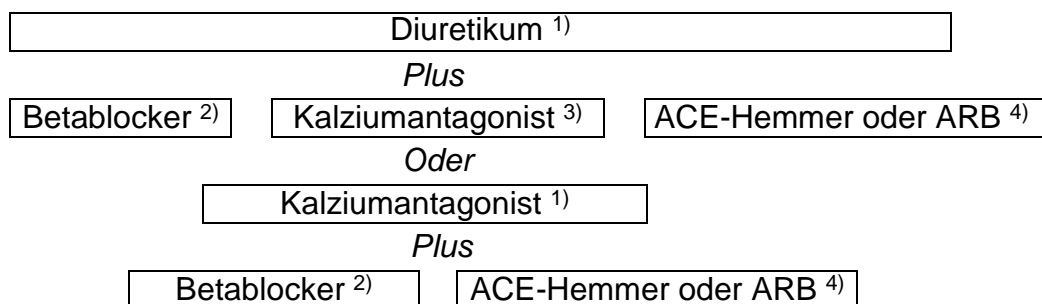 Diuretikum 1)
Plus
Betablocker 2) Kalziumantagonist 3) ACE-Hemmer oder ARB 4)
Oder
Kalziumantagonist 1)
Plus
Betablocker 2) ACE-Hemmer oder ARB 4)